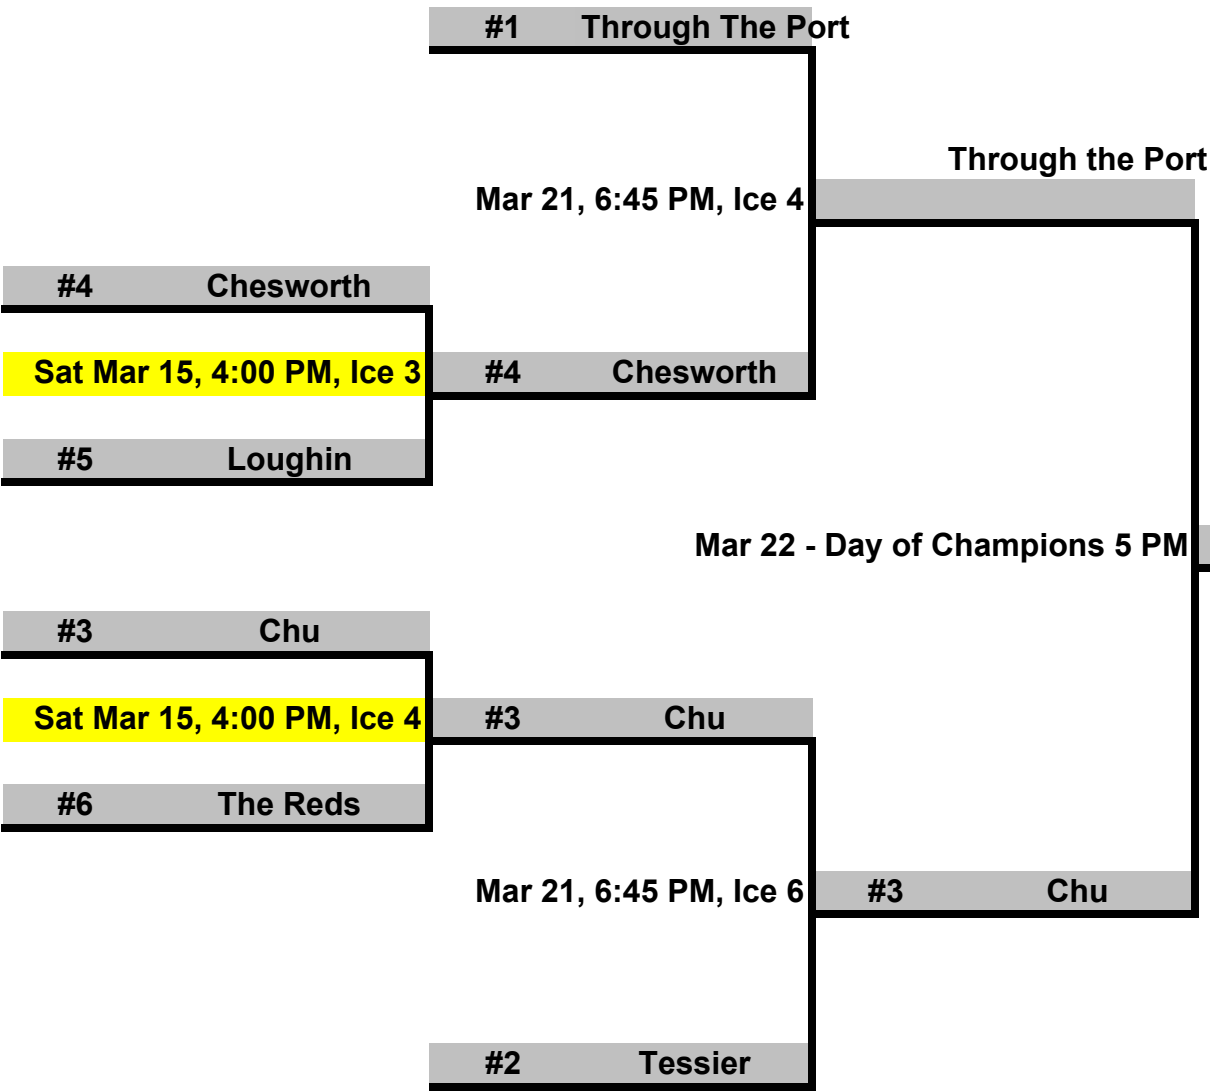 #1 Through The Port
Through the Port
Mar 21, 6:45 PM, Ice 4
#4 Chesworth
Sat Mar 15, 4:00 PM, Ice 3
#4 Chesworth
#5 Loughin
Mar 22 - Day of Champions 5 PM
#3 Chu
Sat Mar 15, 4:00 PM, Ice 4
#3 Chu
#6 The Reds
Mar 21, 6:45 PM, Ice 6
#3 Chu
#2 Tessier